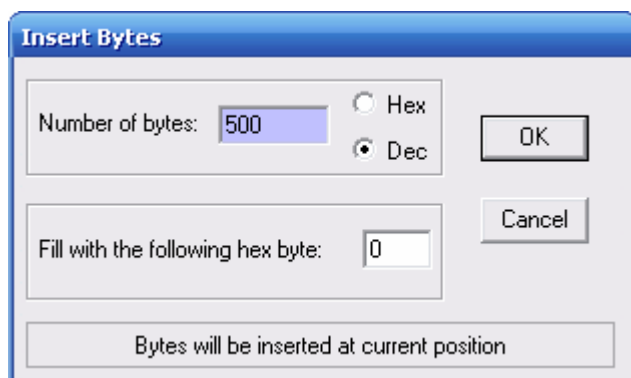 Insert Bytes
Number of bytes: 500
Hex
Dec
OK
Cancel
Fill with the following hex byte: 0
Bytes will be inserted at current position